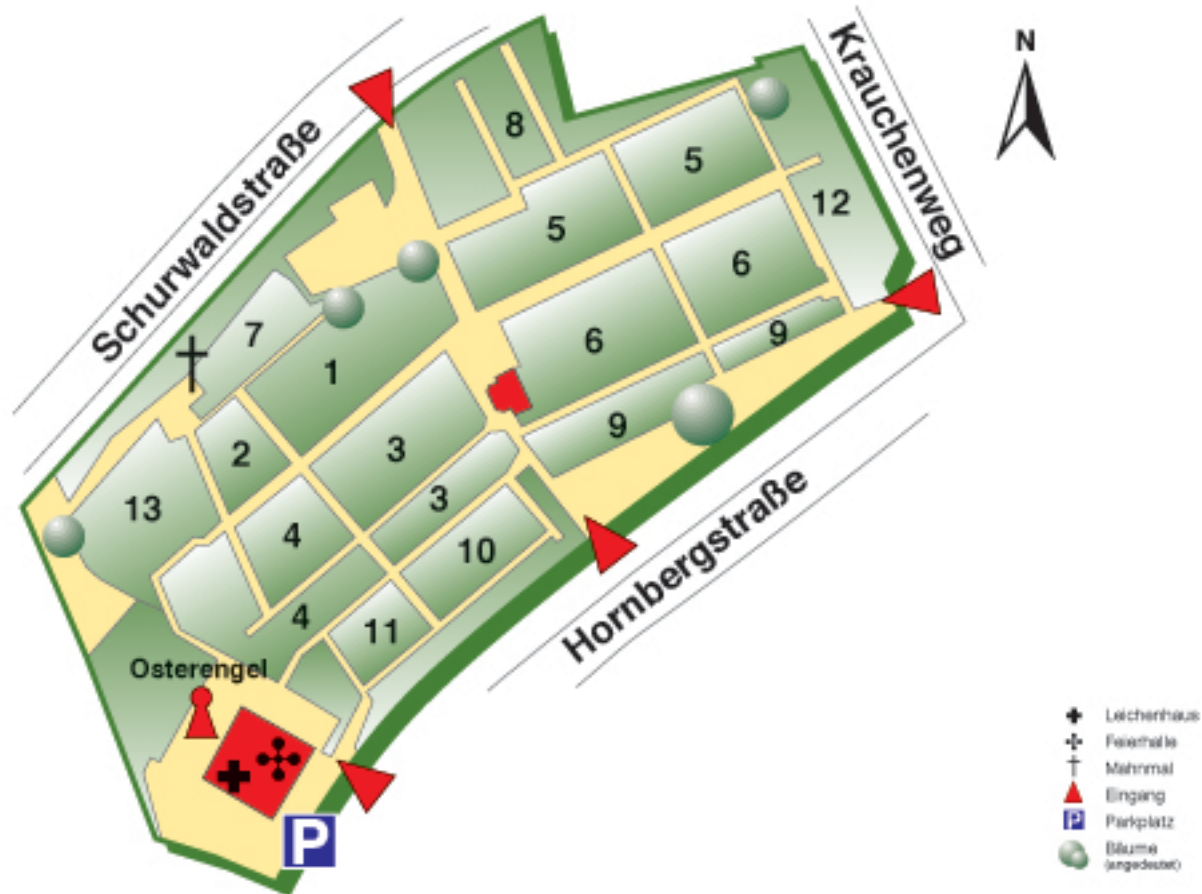 N
Krauchenweg
Schurwaldstraße
8
5
5
12
6
7
6
9
1
3
9
2
3
13
4
10
4
11
Hornbergstraße
Osterengel
P
Leichenhaus
Feierhalle
Mahnmal
Eingang
P Parkplatz
Bäume
(angedeutet)